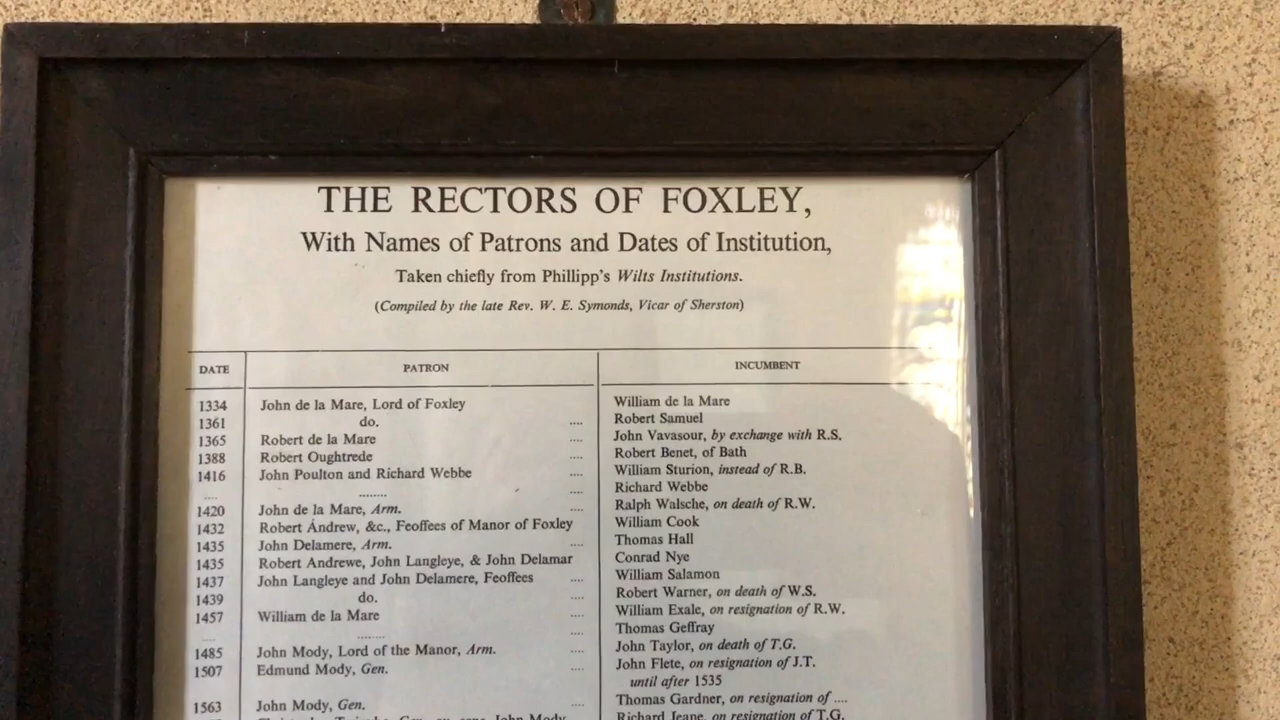 THE RECTORS OF FOXLEY,
With Names of Patrons and Dates of Institution,
Taken chiefly from Phillipp's Wilts Institutions.
(Compiled by the late Rev. W. E. Symonds, Vicar of Sherston)
DATE PATRON INCUMBENT
1334 John de la Mare, Lord of Foxley William de la Mare
1361 do. .... Robert Samuel
1365 Robert de la Mare .... John Vavasour, by exchange with R.S.
1388 Robert Oughtrede .... Robert Benet, of Bath
1416 John Poulton and Richard Webbe .... William Sturion, instead of R.B.
.... ........ .... Richard Webbe
1420 John de la Mare, Arm. .... Ralph Walsche, on death of R.W.
1432 Robert Andrew, &c., Feoffees of Manor of Foxley William Cook
1435 John Delamere, Arm. .... Thomas Hall
1435 Robert Andrewe, John Langleye, & John Delamar Conrad Nye
1437 John Langleye and John Delamere, Feoffees .... William Salamon
1439 do. .... Robert Warner, on death of W.S.
1457 William de la Mare .... William Exale, on resignation of R.W.
.... ........ .... Thomas Geffray
1485 John Mody, Lord of the Manor, Arm. .... John Taylor, on death of T.G.
1507 Edmund Mody, Gen. .... John Flete, on resignation of J.T.
until after 1535
1563 John Mody, Gen. .... Thomas Gardner, on resignation of ....
John Mody Richard Jeane, on resignation of T.G.